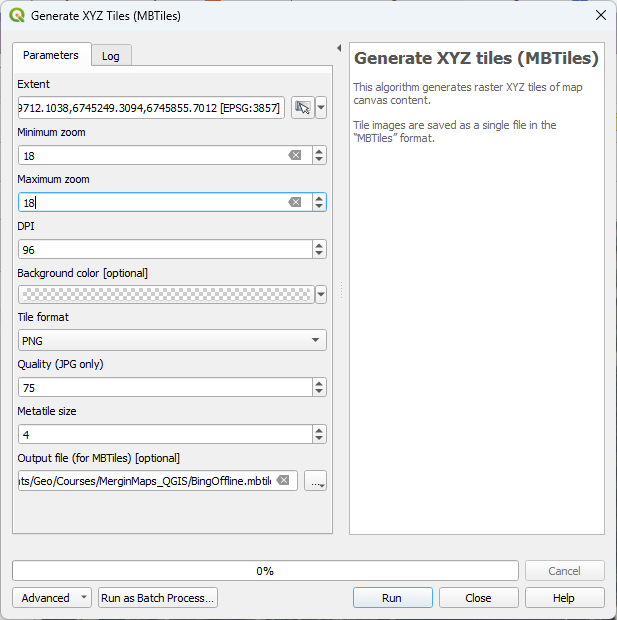 Generate XYZ Tiles (MBTiles)
Parameters
Log
Extent
9712.1038,6745249.3094,6745855.7012 [EPSG:3857]
Minimum zoom
18
Maximum zoom
18
DPI
96
Background color [optional]
Tile format
PNG
Quality (JPG only)
75
Metatile size
4
Output file (for MBTiles) [optional]
nts/Geo/Courses/MerginMaps_QGIS/BingOffline.mbtile
...
Generate XYZ tiles (MBTiles)
This algorithm generates raster XYZ tiles of map
canvas content.
Tile images are saved as a single file in the
“MBTiles” format.
0%
Cancel
Advanced
Run as Batch Process...
Run
Close
Help